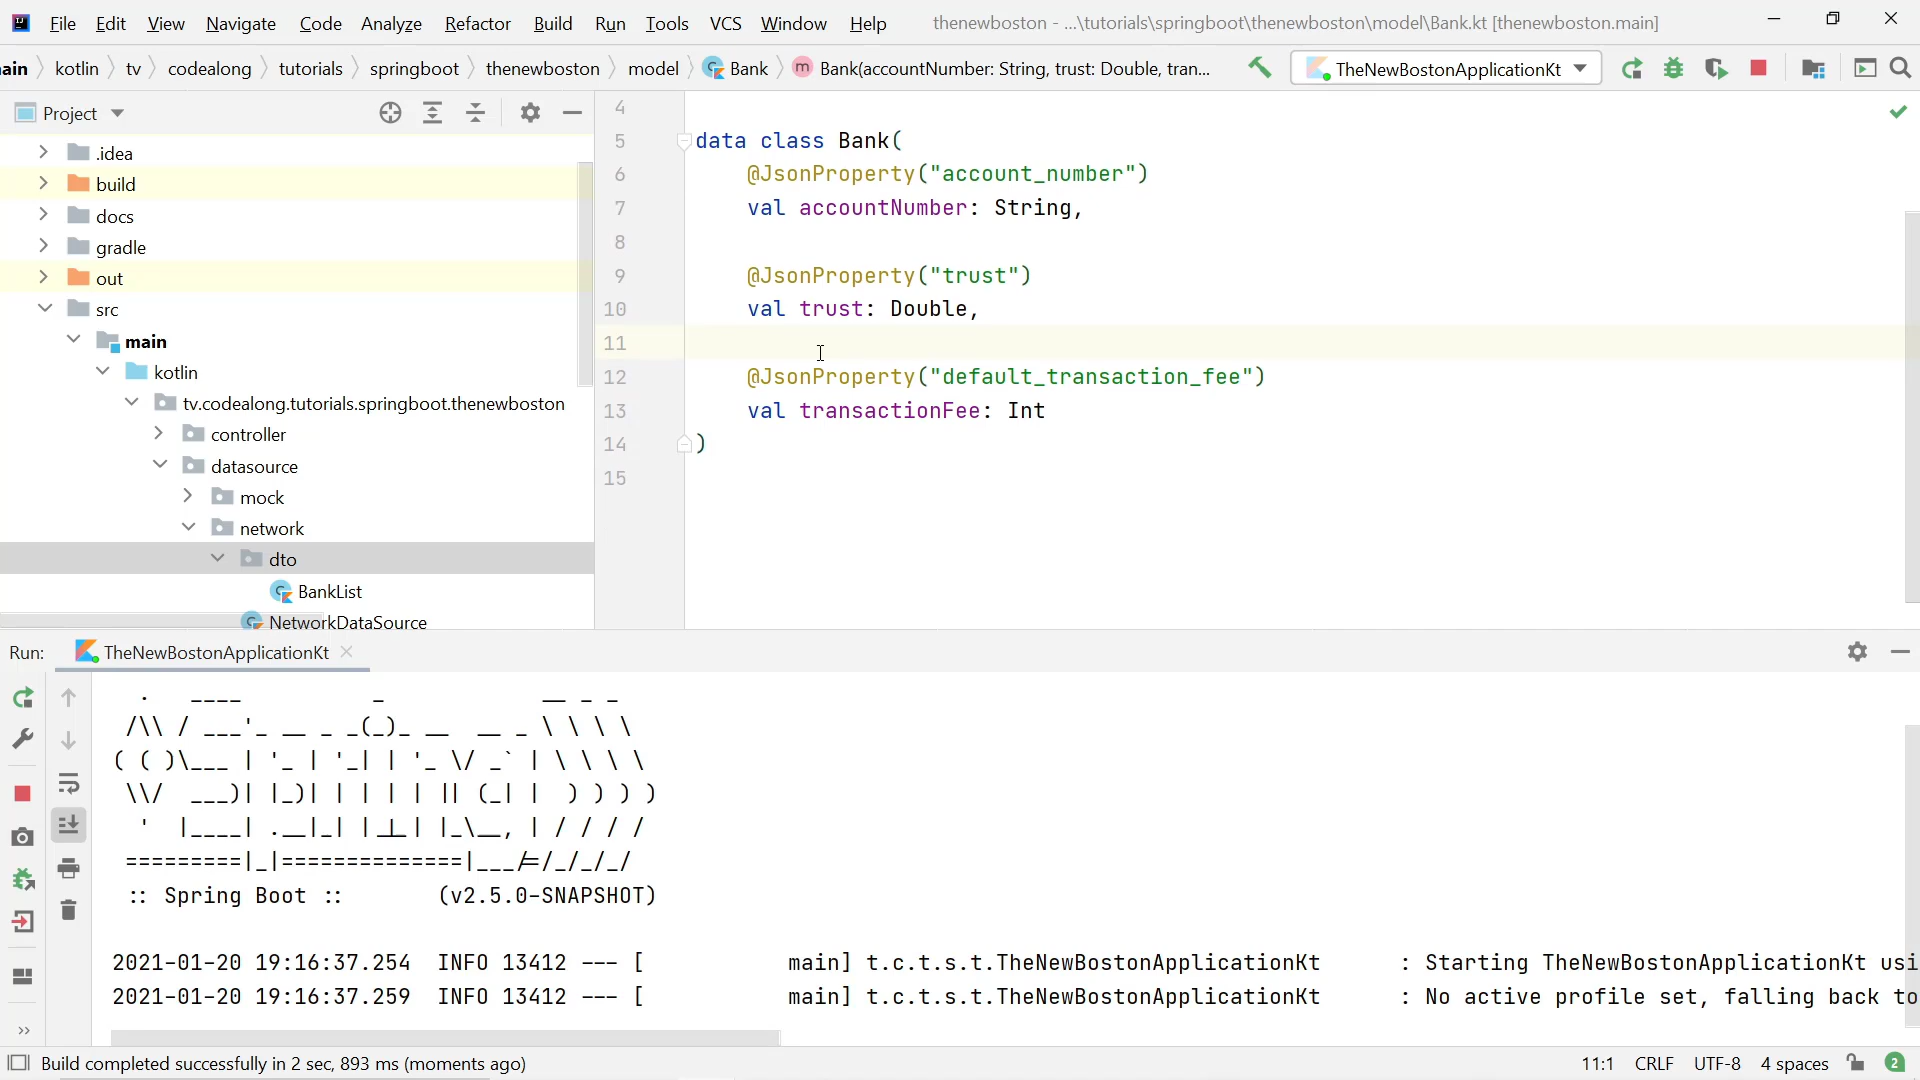 File Edit View Navigate Code Analyze Refactor Build Run Tools VCS Window Help thenewboston - ...\tutorials\springboot\thenewboston\model\Bank.kt [thenewboston.main]
ain kotlin tv codealong tutorials springboot thenewboston model Bank Bank(accountNumber: String, trust: Double, tran... TheNewBostonApplicationKt
Project
.idea
build
docs
gradle
out
src
main
kotlin
tv.codealong.tutorials.springboot.thenewboston
controller
datasource
mock
network
dto
BankList
NetworkDataSource
4
5 data class Bank(
6 @JsonProperty("account_number")
7 val accountNumber: String,
8
9 @JsonProperty("trust")
10 val trust: Double,
11
12 @JsonProperty("default_transaction_fee")
13 val transactionFee: Int
14 )
15
Run: TheNewBostonApplicationKt
:: Spring Boot :: (v2.5.0-SNAPSHOT)
2021-01-20 19:16:37.254 INFO 13412 --- [ main] t.c.t.s.t.TheNewBostonApplicationKt : Starting TheNewBostonApplicationKt usi
2021-01-20 19:16:37.259 INFO 13412 --- [ main] t.c.t.s.t.TheNewBostonApplicationKt : No active profile set, falling back to
Build completed successfully in 2 sec, 893 ms (moments ago) 11:1 CRLF UTF-8 4 spaces 2